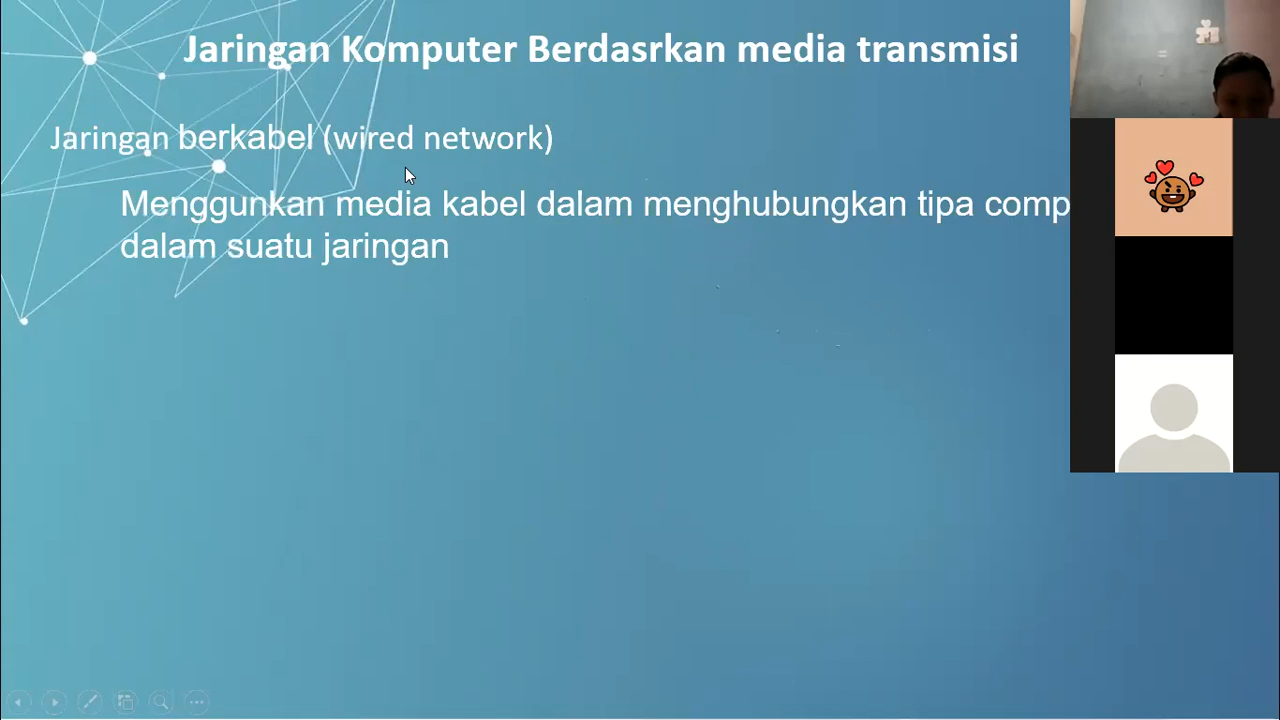 Jaringan Komputer Berdasrkan media transmisi
Jaringan berkabel (wired network)
Menggunkan media kabel dalam menghubungkan tipa comp
dalam suatu jaringan